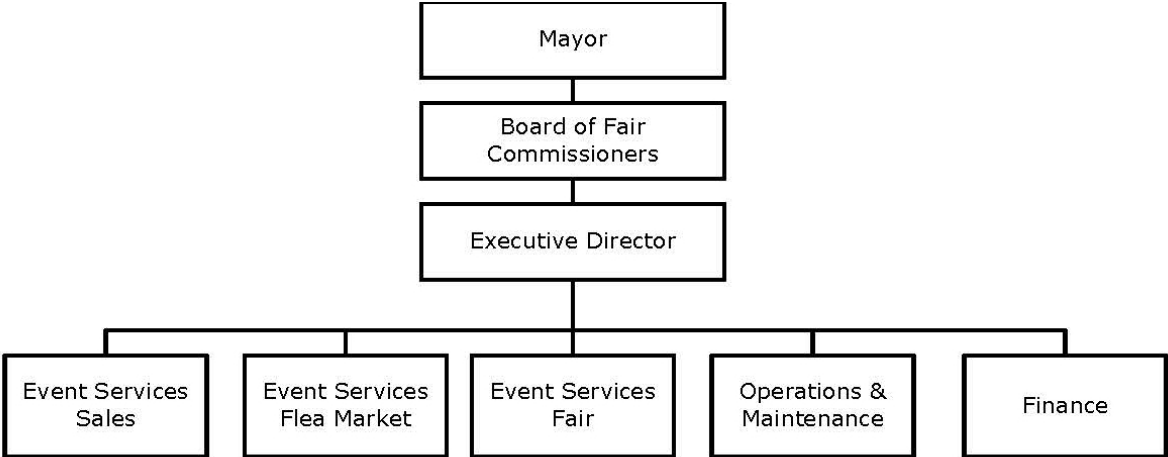 Mayor
Board of Fair
Commissioners
Executive Director
Event Services
Sales
Event Services
Flea Market
Event Services
Fair
Operations &
Maintenance
Finance